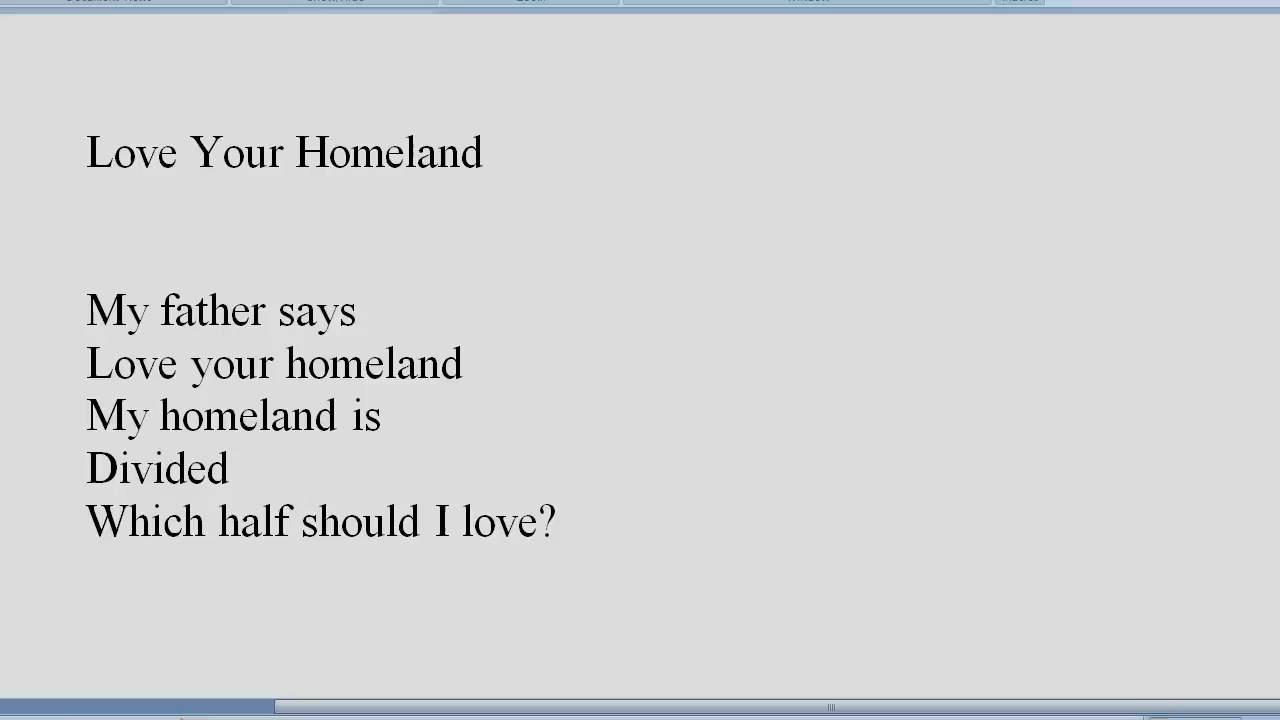 Love Your Homeland
My father says
Love your homeland
My homeland is
Divided
Which half should I love?